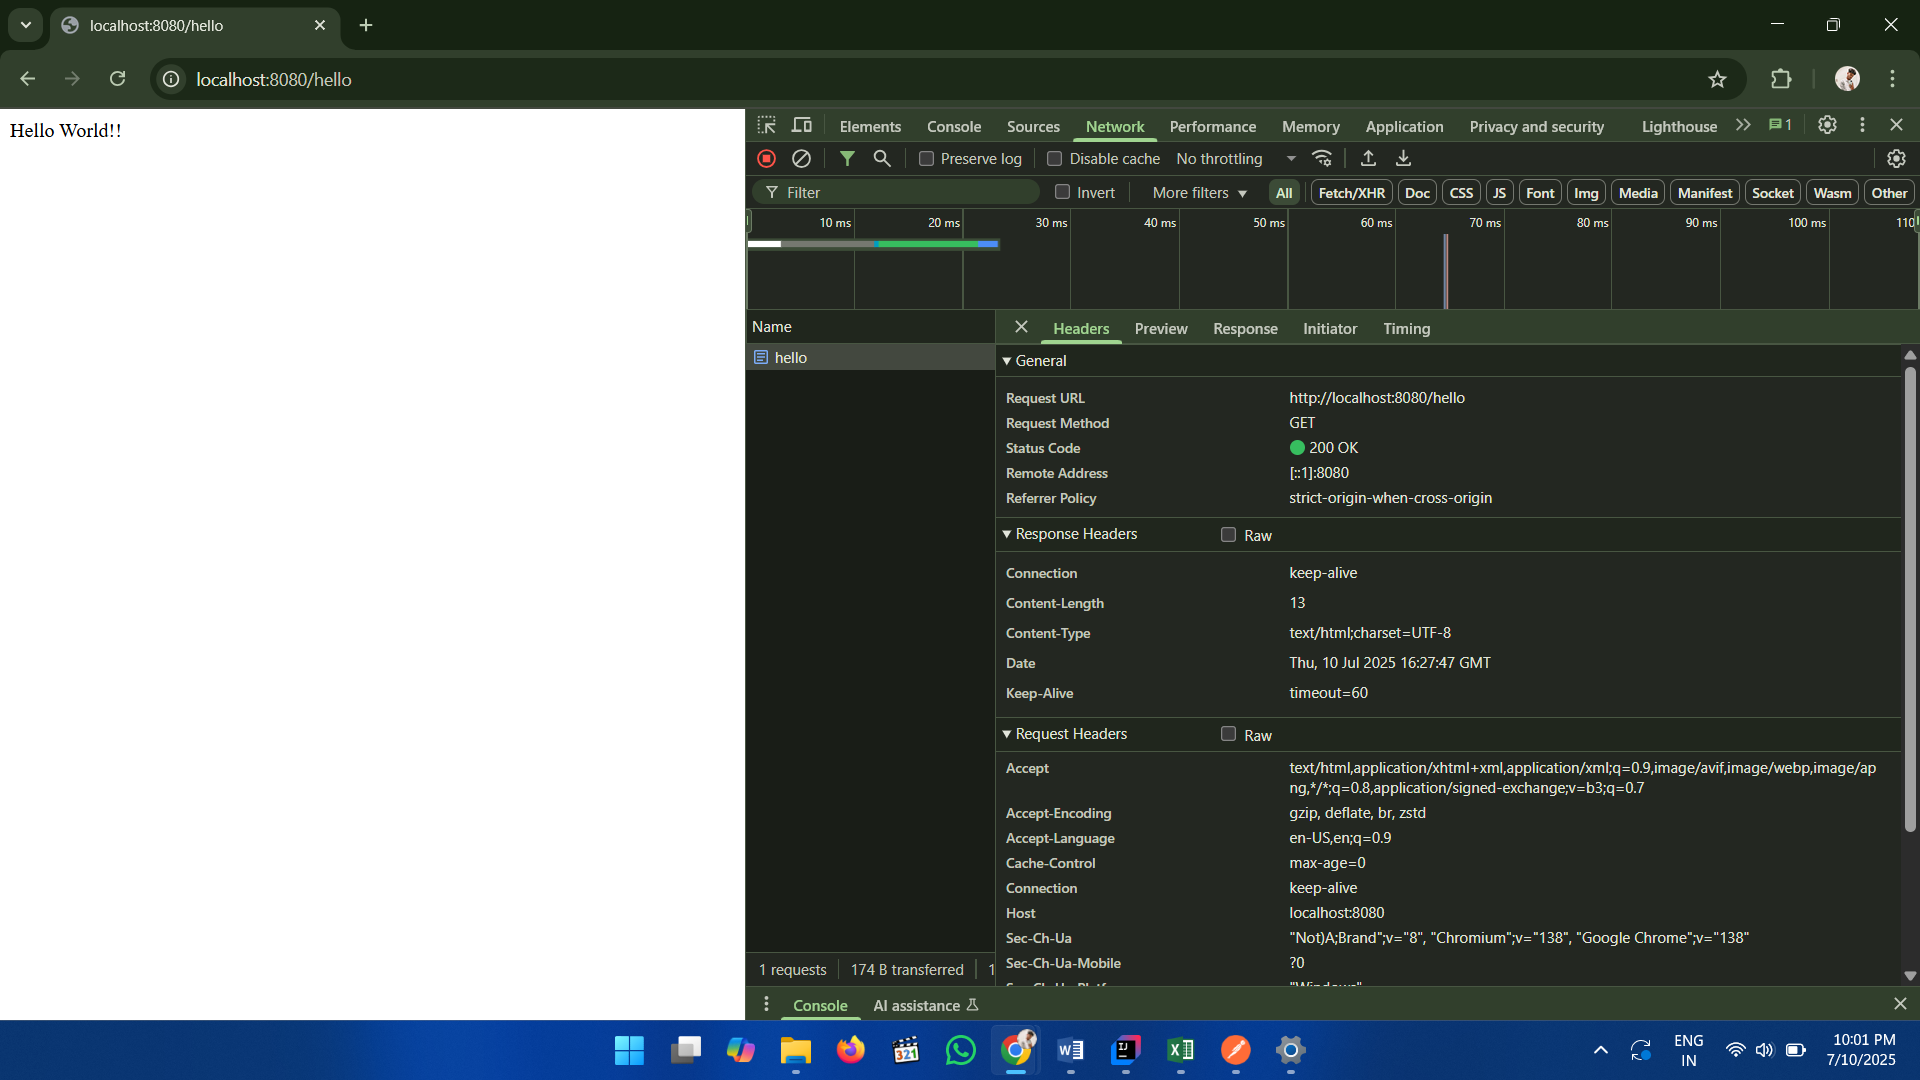 localhost:8080/hello
localhost:8080/hello
Hello World!!
Elements Console Sources Network Performance Memory Application Privacy and security Lighthouse 1
Preserve log Disable cache No throttling
Filter Invert More filters All Fetch/XHR Doc CSS JS Font Img Media Manifest Socket Wasm Other
10 ms 20 ms 30 ms 40 ms 50 ms 60 ms 70 ms 80 ms 90 ms 100 ms 110
Name
hello
Headers Preview Response Initiator Timing
General
Request URL http://localhost:8080/hello
Request Method GET
Status Code 200 OK
Remote Address [::1]:8080
Referrer Policy strict-origin-when-cross-origin
Response Headers Raw
Connection keep-alive
Content-Length 13
Content-Type text/html;charset=UTF-8
Date Thu, 10 Jul 2025 16:27:47 GMT
Keep-Alive timeout=60
Request Headers Raw
Accept text/html,application/xhtml+xml,application/xml;q=0.9,image/avif,image/webp,image/ap
ng,*/*;q=0.8,application/signed-exchange;v=b3;q=0.7
Accept-Encoding gzip, deflate, br, zstd
Accept-Language en-US,en;q=0.9
Cache-Control max-age=0
Connection keep-alive
Host localhost:8080
Sec-Ch-Ua "Not)A;Brand";v="8", "Chromium";v="138", "Google Chrome";v="138"
Sec-Ch-Ua-Mobile ?0
1 requests 174 B transferred 1
Console AI assistance
321
W
IJ
X
ENG
IN
10:01 PM
7/10/2025